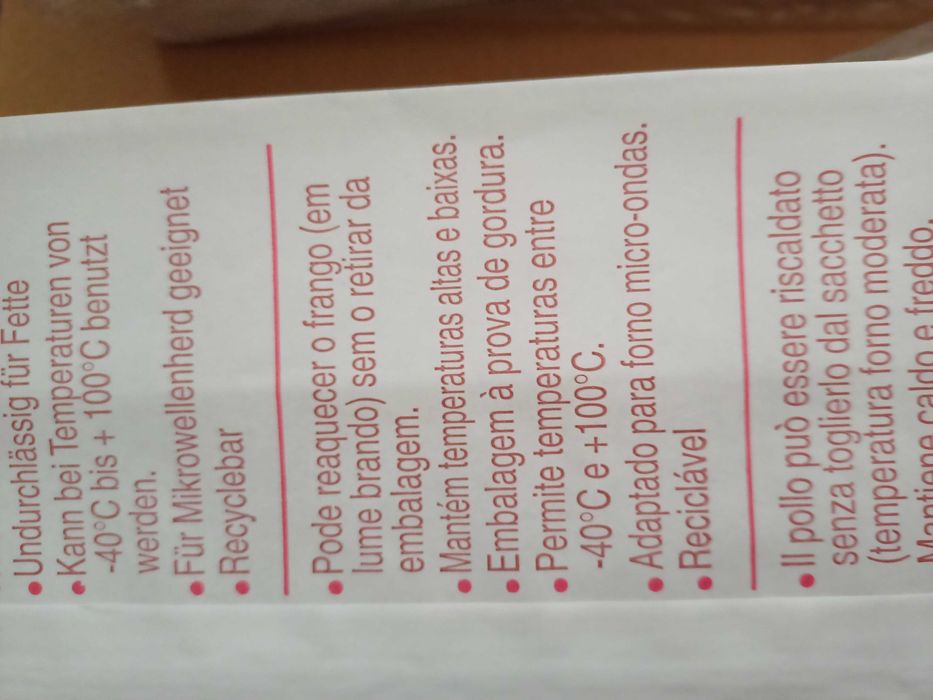 • Undurchlässig für Fette
• Kann bei Temperaturen von
-40°C bis + 100°C benutzt
werden.
• Für Mikrowellenherd geeignet
• Recyclebar
• Pode reaquecer o frango (em
lume brando) sem o retirar da
embalagem.
• Mantém temperaturas altas e baixas.
• Embalagem à prova de gordura.
• Permite temperaturas entre
-40°C e +100°C.
• Adaptado para forno micro-ondas.
• Reciclável
• Il pollo può essere riscaldato
senza toglierlo dal sacchetto
(temperatura forno moderata).
Mantiene caldo e freddo.